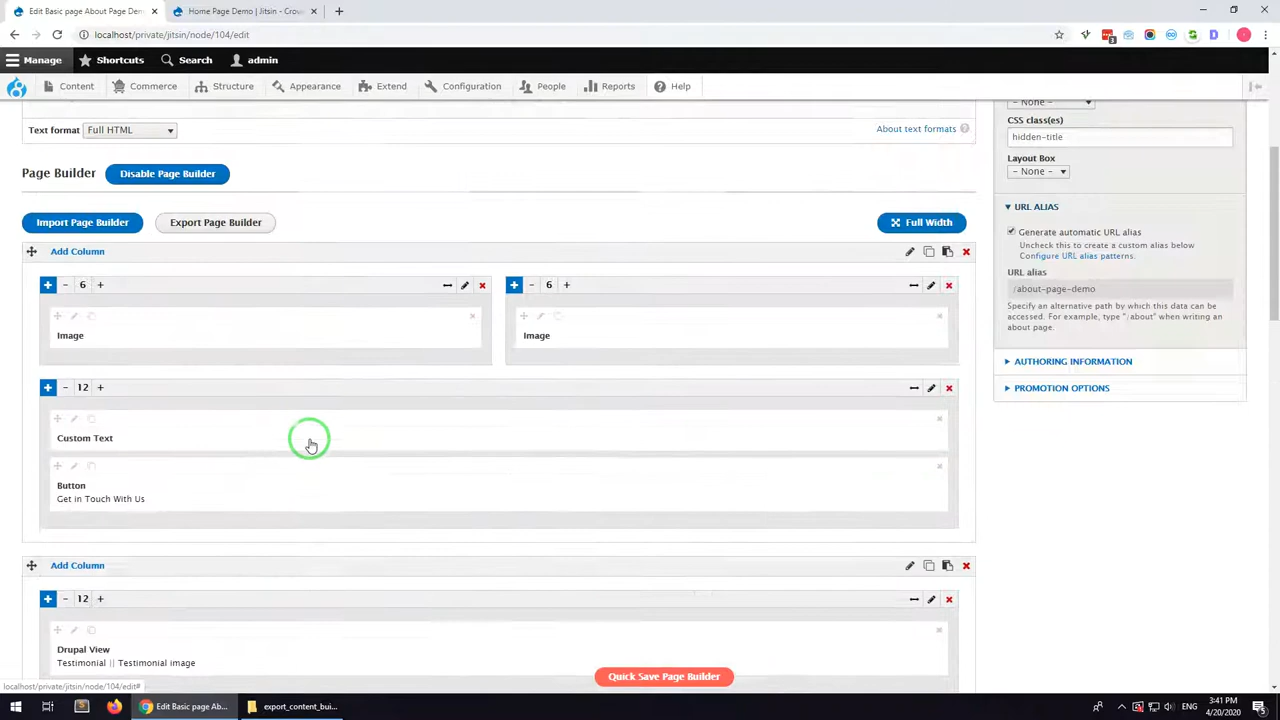 Edit Basic page About Page Dem
Home Page Demo | Jitsin - Crow
localhost/private/jitsin/node/104/edit
Manage
Shortcuts
Search
admin
Content
Commerce
Structure
Appearance
Extend
Configuration
People
Reports
Help
Text format
Full HTML
About text formats
- None -
CSS class(es)
hidden-title
Layout Box
- None -
Page Builder
Disable Page Builder
Import Page Builder
Export Page Builder
Full Width
URL ALIAS
Generate automatic URL alias
Uncheck this to create a custom alias below
Configure URL alias patterns.
URL alias
/about-page-demo
Specify an alternative path by which this data can be
accessed. For example, type "/about" when writing an
about page.
AUTHORING INFORMATION
PROMOTION OPTIONS
Add Column
6
6
Image
Image
12
Custom Text
Button
Get in Touch With Us
Add Column
12
Drupal View
Testimonial || Testimonial image
Quick Save Page Builder
localhost/private/jitsin/node/104/edit#
Edit Basic page Ab...
export_content_bui...
ENG
3:41 PM
4/20/2020